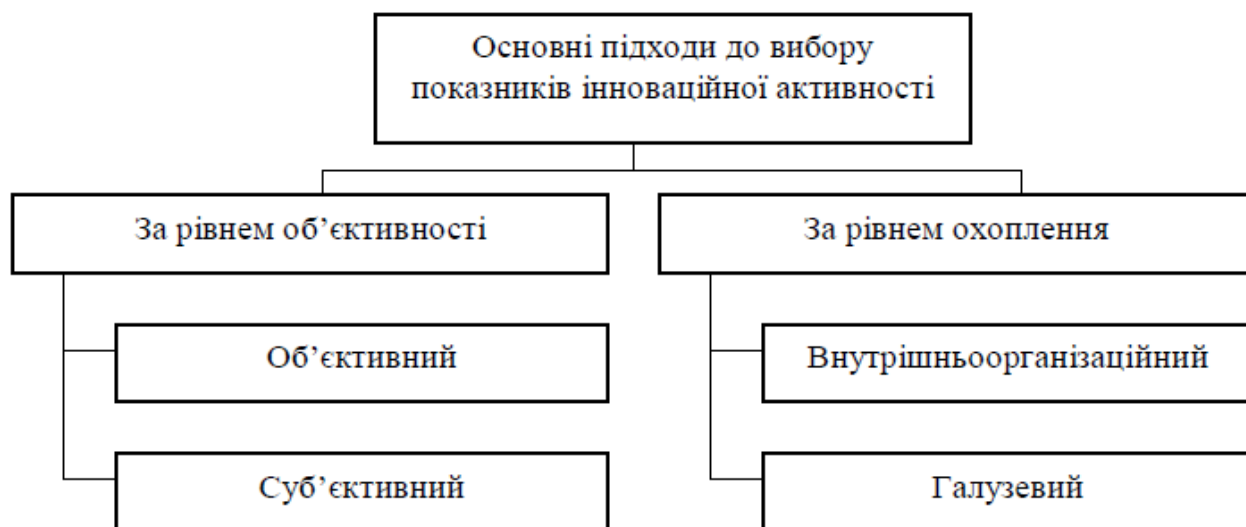 Основні підходи до вибору
показників інноваційної активності
За рівнем об’єктивності
За рівнем охоплення
Об’єктивний
Внутрішньоорганізаційний
Суб’єктивний
Галузевий